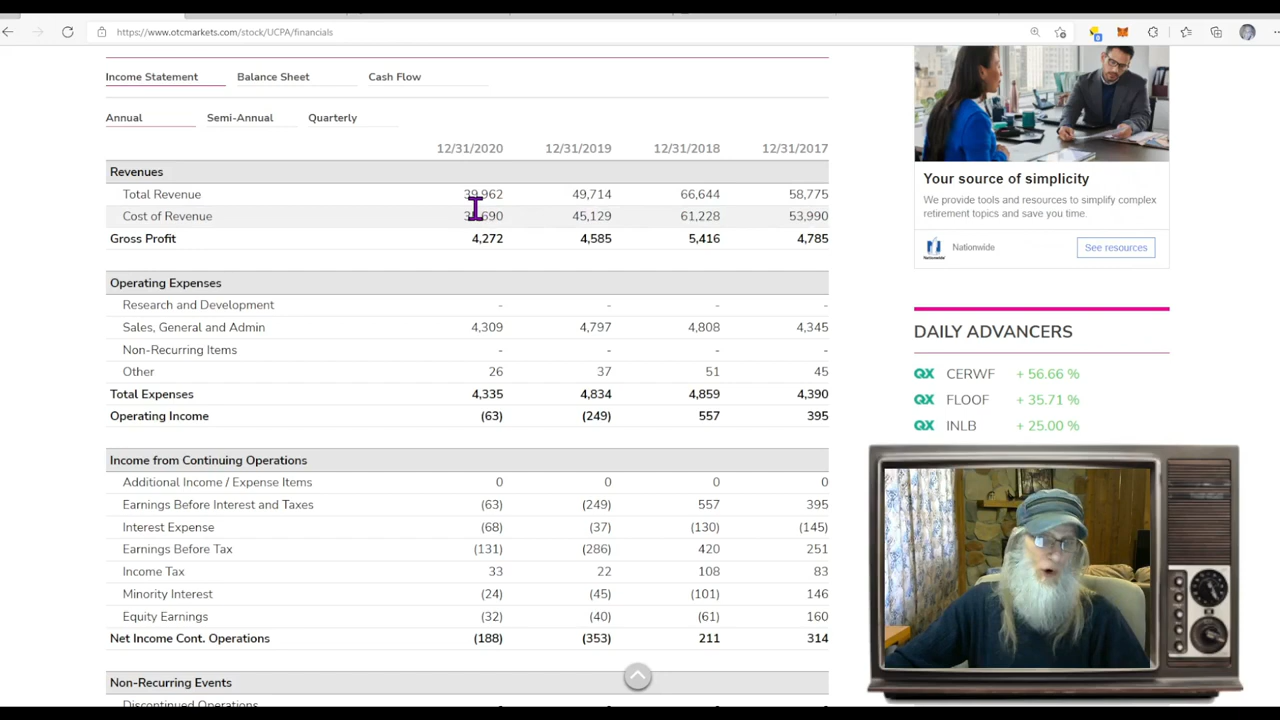 https://www.otcmarkets.com/stock/UCPA/financials
Income Statement Balance Sheet Cash Flow
Annual Semi-Annual Quarterly
12/31/2020 12/31/2019 12/31/2018 12/31/2017
Revenues
Total Revenue 39,962 49,714 66,644 58,775
Cost of Revenue 45,129 61,228 53,990
Gross Profit 4,272 4,585 5,416 4,785
Operating Expenses
Research and Development - - - -
Sales, General and Admin 4,309 4,797 4,808 4,345
Non-Recurring Items - - - -
Other 26 37 51 45
Total Expenses 4,335 4,834 4,859 4,390
Operating Income (63) (249) 557 395
Income from Continuing Operations
Additional Income / Expense Items 0 0 0 0
Earnings Before Interest and Taxes (63) (249) 557 395
Interest Expense (68) (37) (130) (145)
Earnings Before Tax (131) (286) 420 251
Income Tax 33 22 108 83
Minority Interest (24) (45) (101) 146
Equity Earnings (32) (40) (61) 160
Net Income Cont. Operations (188) (353) 211 314
Non-Recurring Events
Discontinued Operations
Your source of simplicity
We provide tools and resources to simplify complex
retirement topics and save you time.
Nationwide
Nationwide See resources
DAILY ADVANCERS
QX CERWF + 56.66 %
QX FLOOF + 35.71 %
QX INLB + 25.00 %